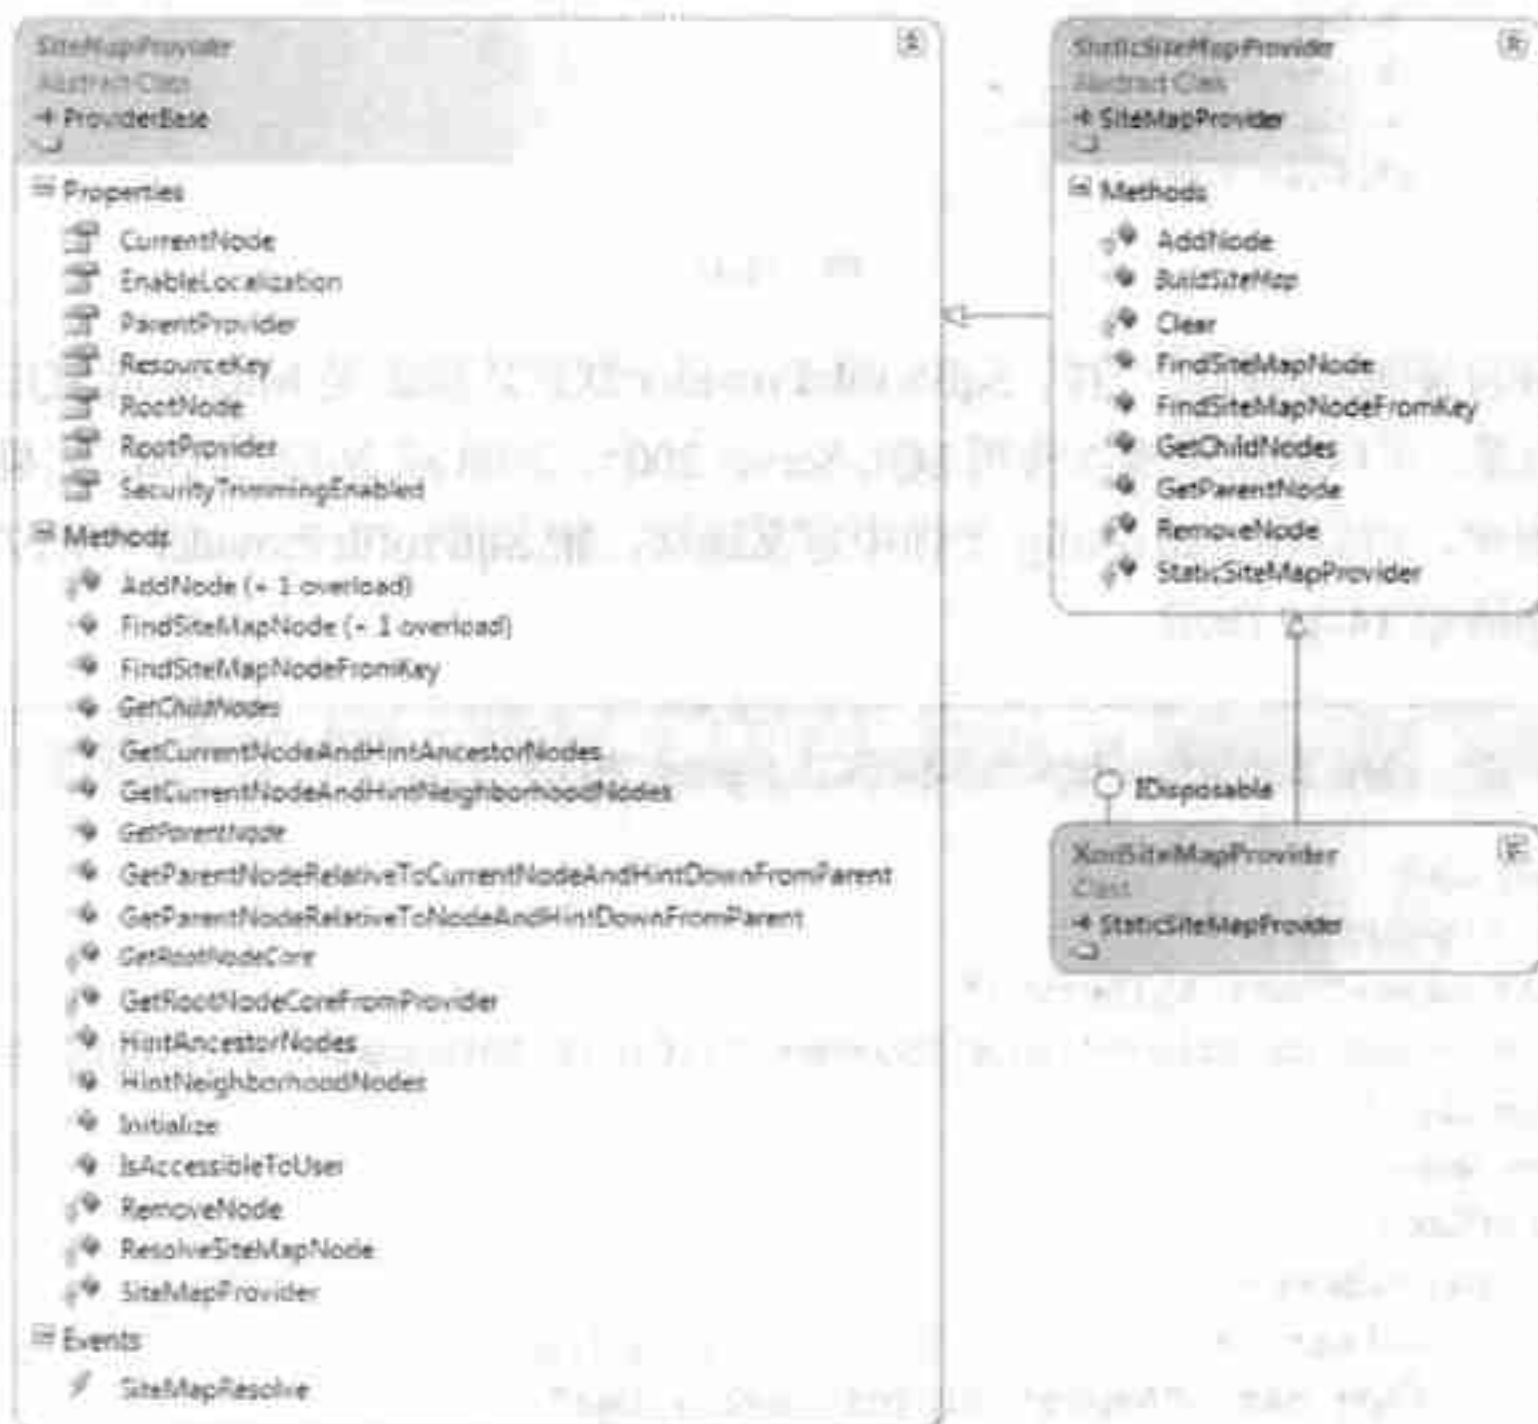 SiteMapProvider
Abstract Class
ProviderBase
Properties
CurrentNode
EnableLocalization
ParentProvider
ResourceKey
RootNode
RootProvider
SecurityTrimmingEnabled
Methods
AddNode (+ 1 overload)
FindSiteMapNode (+ 1 overload)
FindSiteMapNodeFromKey
GetChildNodes
GetCurrentNodeAndHintAncestorNodes
GetCurrentNodeAndHintNeighborhoodNodes
GetParentNode
GetParentNodeRelativeToCurrentNodeAndHintDownFromParent
GetParentNodeRelativeToNodeAndHintDownFromParent
GetRootNodeCore
GetRootNodeCoreFromProvider
HintAncestorNodes
HintNeighborhoodNodes
Initialize
IsAccessibleToUser
RemoveNode
ResolveSiteMapNode
SiteMapProvider
Events
SiteMapResolve
StaticSiteMapProvider
Abstract Class
SiteMapProvider
Methods
AddNode
BuildSiteMap
Clear
FindSiteMapNode
FindSiteMapNodeFromKey
GetChildNodes
GetParentNode
RemoveNode
StaticSiteMapProvider
IDisposable
XmlSiteMapProvider
Class
StaticSiteMapProvider